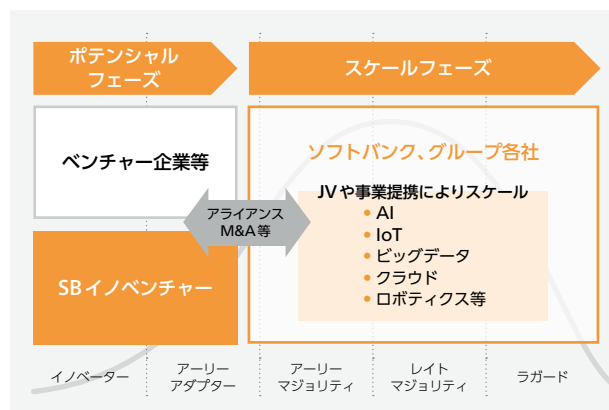 ポテンシャル
フェーズ
スケールフェーズ
ベンチャー企業等
ソフトバンク、グループ各社
JVや事業提携によりスケール
• AI
• IoT
• ビッグデータ
• クラウド
• ロボティクス等
アライアンス
M&A等
SBイノベンチャー
イノベーター
アーリー
アダプター
アーリー
マジョリティ
レイト
マジョリティ
ラガード